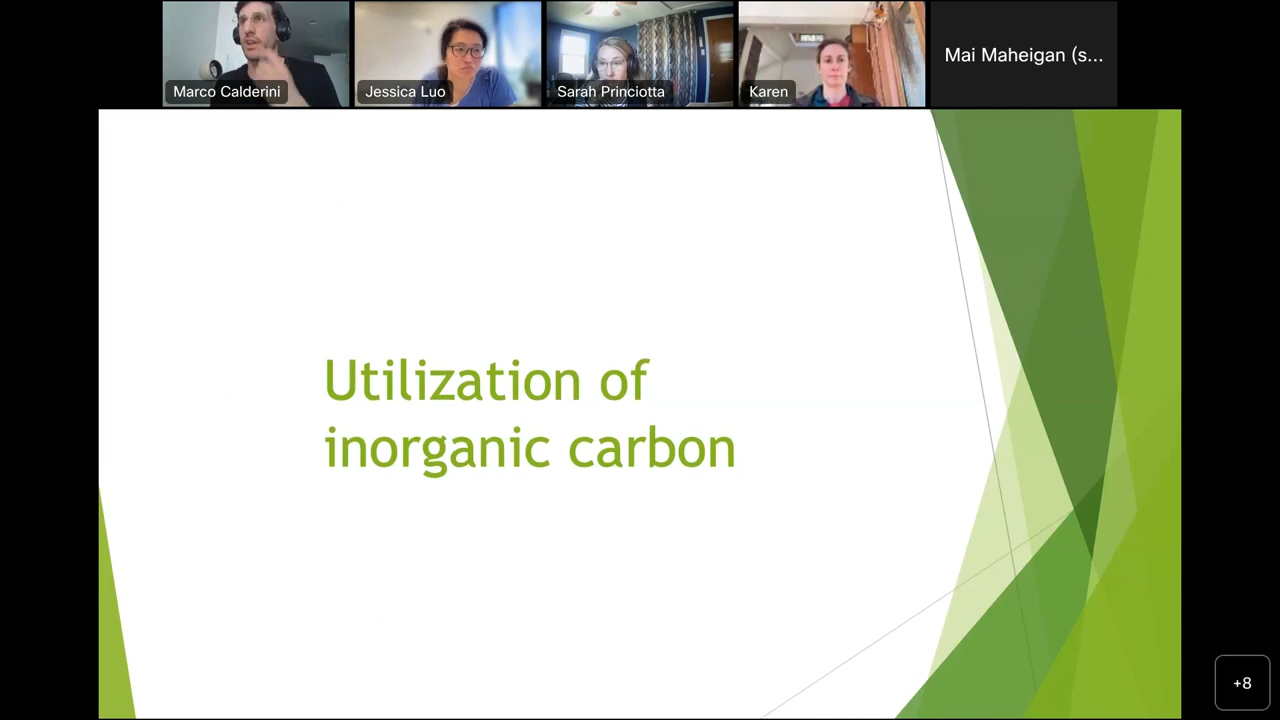 Marco Calderini
Jessica Luo
Sarah Princiotta
Karen
Mai Maheigan (s...
Utilization of
inorganic carbon
+8